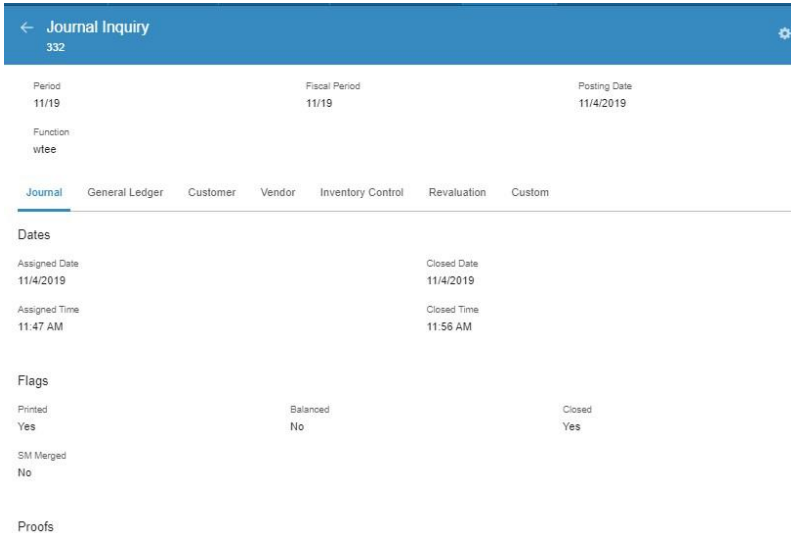 Journal Inquiry
332
Period Fiscal Period Posting Date
11/19 11/19 11/4/2019
Function
wtee
Journal General Ledger Customer Vendor Inventory Control Revaluation Custom
Dates
Assigned Date Closed Date
11/4/2019 11/4/2019
Assigned Time Closed Time
11:47 AM 11:56 AM
Flags
Printed Balanced Closed
Yes No Yes
SM Merged
No
Proofs